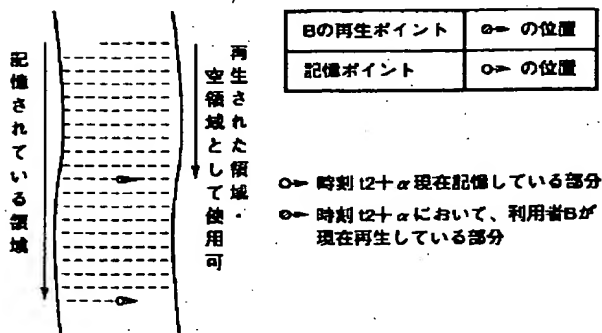 記憶されている領域
再生された領域・
空領域として使用可
Bの再生ポイント の位置
記憶ポイント の位置
時刻t2+α現在記憶している部分
時刻t2+αにおいて、利用者Bが
現在再生している部分